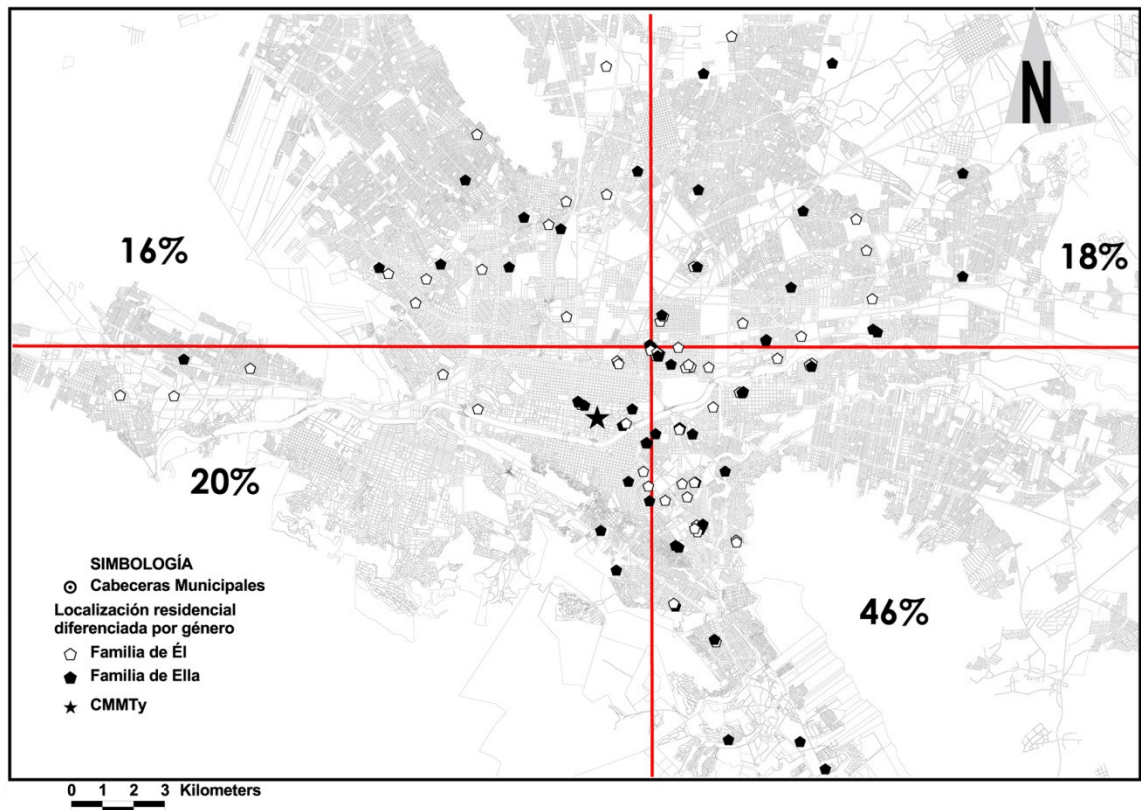 N
16%
18%
20%
46%
SIMBOLOGÍA
Cabeceras Municipales
Localización residencial
diferenciada por género
Familia de Él
Familia de Ella
CMMTy
0 1 2 3 Kilometers